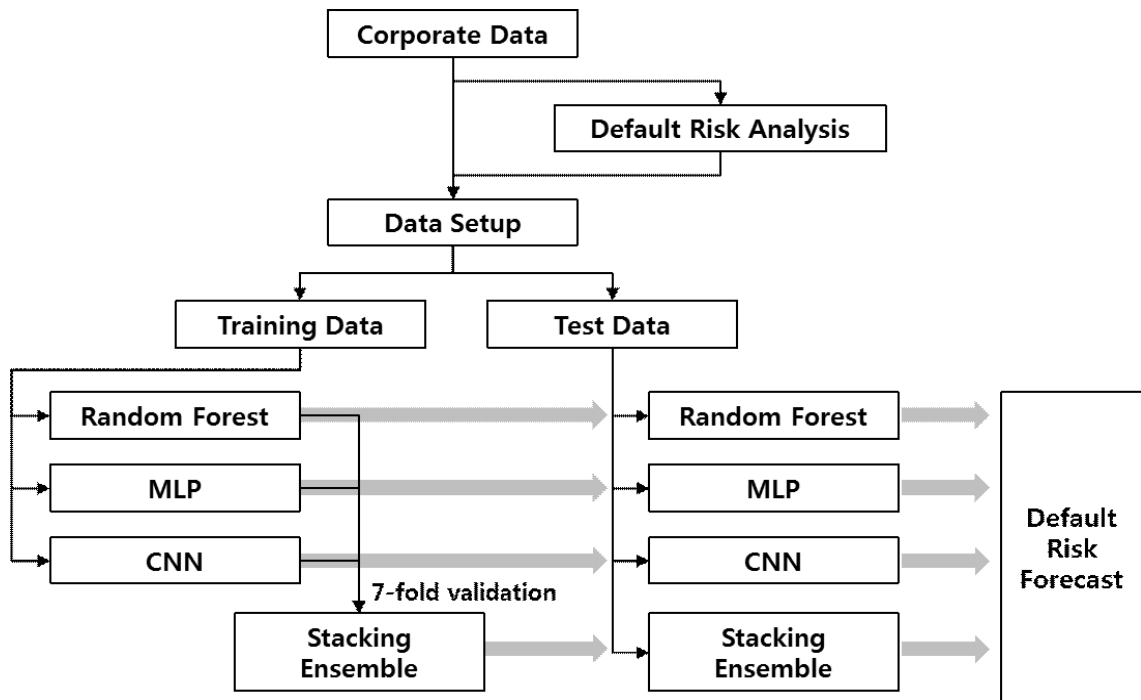 Corporate Data
Default Risk Analysis
Data Setup
Training Data
Test Data
Random Forest
Random Forest
MLP
MLP
CNN
CNN
7-fold validation
Stacking
Ensemble
Stacking
Ensemble
Default
Risk
Forecast